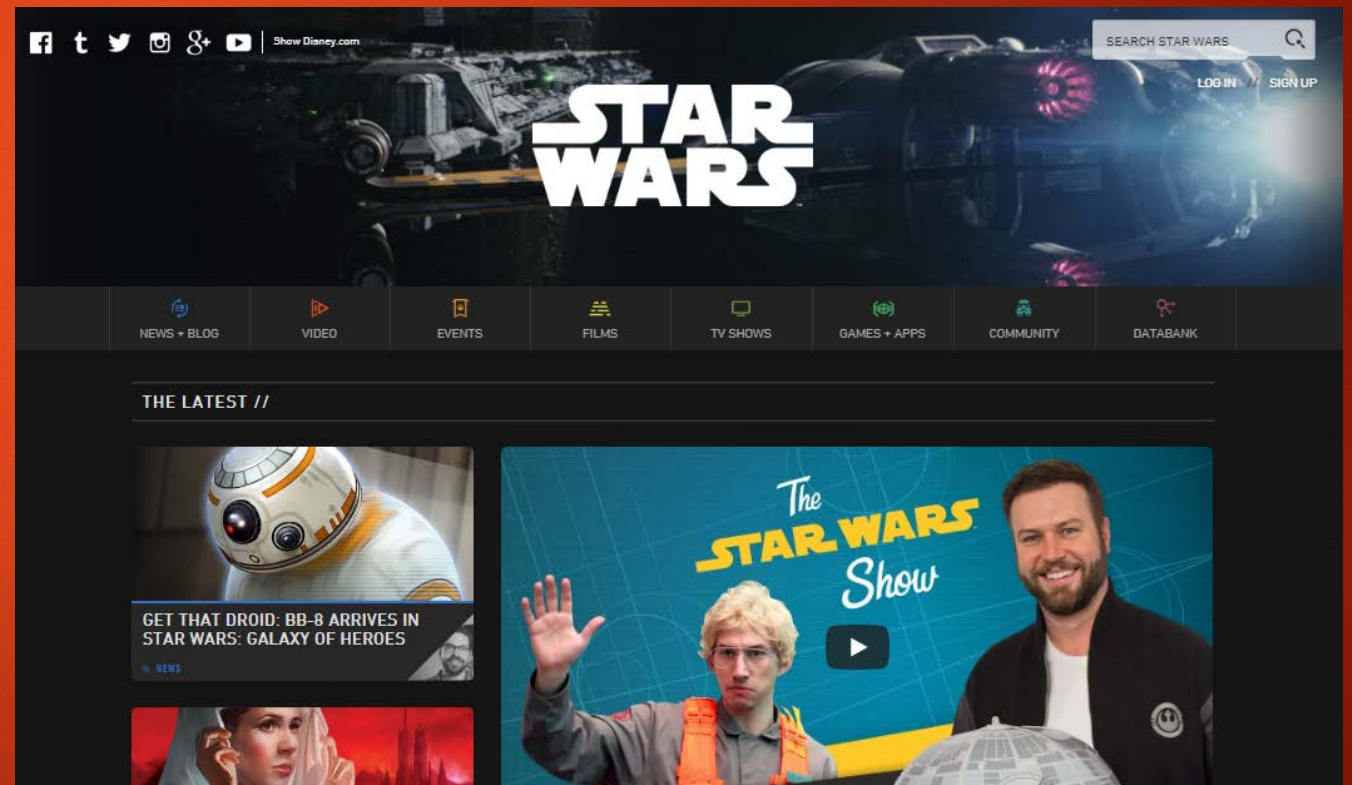 Show Disney.com
SEARCH STAR WARS
LOG IN // SIGN UP
STAR
WARS
NEWS + BLOG
VIDEO
EVENTS
FILMS
TV SHOWS
GAMES + APPS
COMMUNITY
DATABANK
THE LATEST //
GET THAT DROID: BB-8 ARRIVES IN
STAR WARS: GALAXY OF HEROES
NEWS
The
STAR WARS
Show